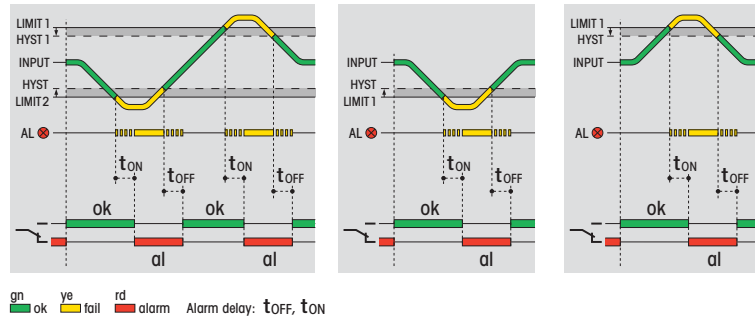 LIMIT 1
HYST 1
INPUT
HYST
LIMIT 2
AL
tON
tOFF
tON
tOFF
ok
ok
al
al
INPUT
HYST
LIMIT 1
AL
tON
tOFF
ok
al
LIMIT 1
HYST
INPUT
AL
tON
tOFF
ok
al
gn ye rd
ok fail alarm Alarm delay: tOFF, tON